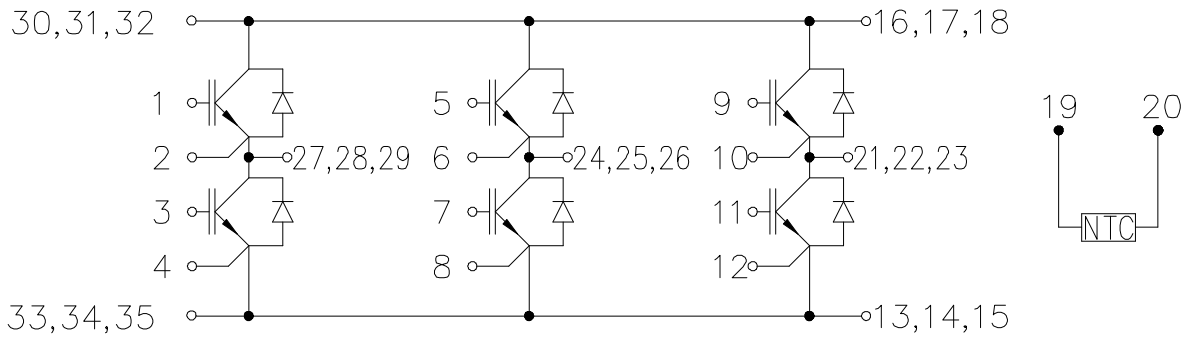 30,31,32 16,17,18
1 5 9 19 20
2 27,28,29 6 24,25,26 10 21,22,23
3 7 11 NTC
4 8 12
33,34,35 13,14,15